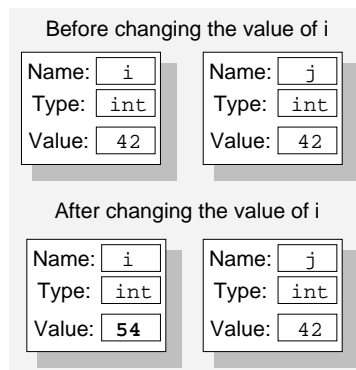 Before changing the value of i
Name: i Name: j
Type: int Type: int
Value: 42 Value: 42
After changing the value of i
Name: i Name: j
Type: int Type: int
Value: 54 Value: 42